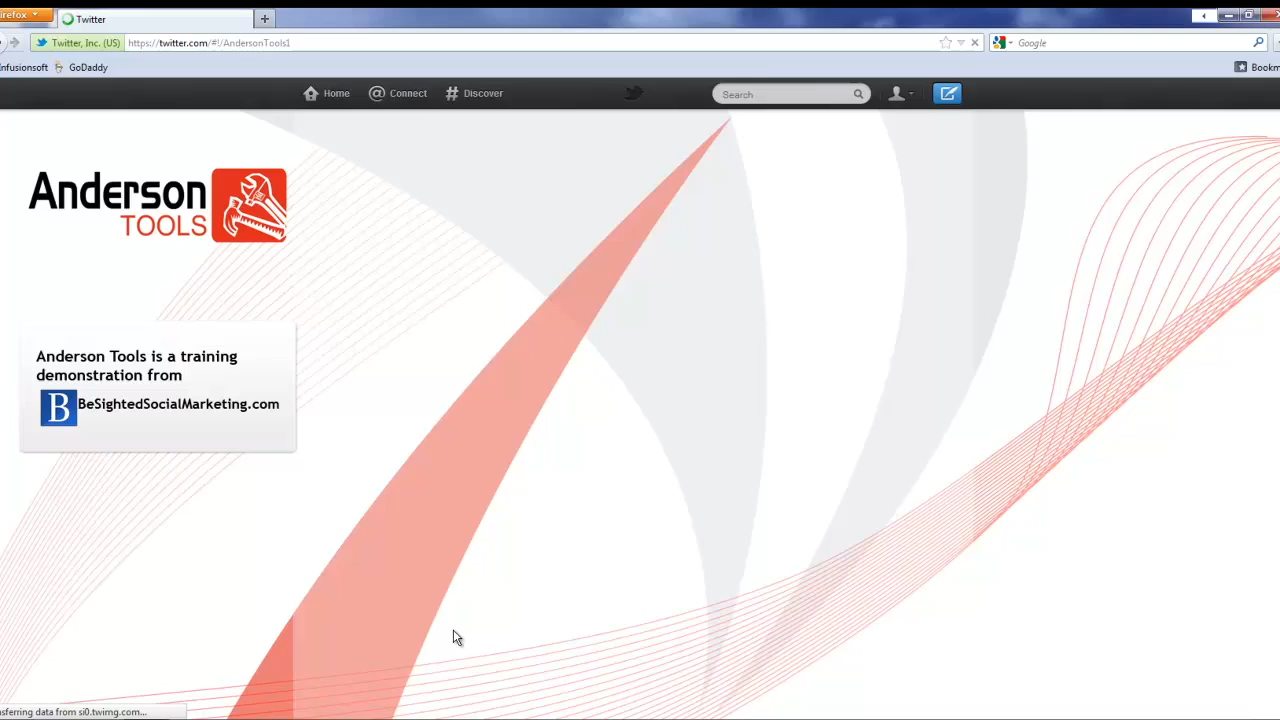 irefox
Twitter
Twitter, Inc. (US) https://twitter.com/#!/AndersonTools1 Google
nfusionsoft GoDaddy Bookm
Home @ Connect # Discover Search
Anderson
TOOLS
Anderson Tools is a training
demonstration from
B BeSightedSocialMarketing.com
sferring data from si0.twimg.com...